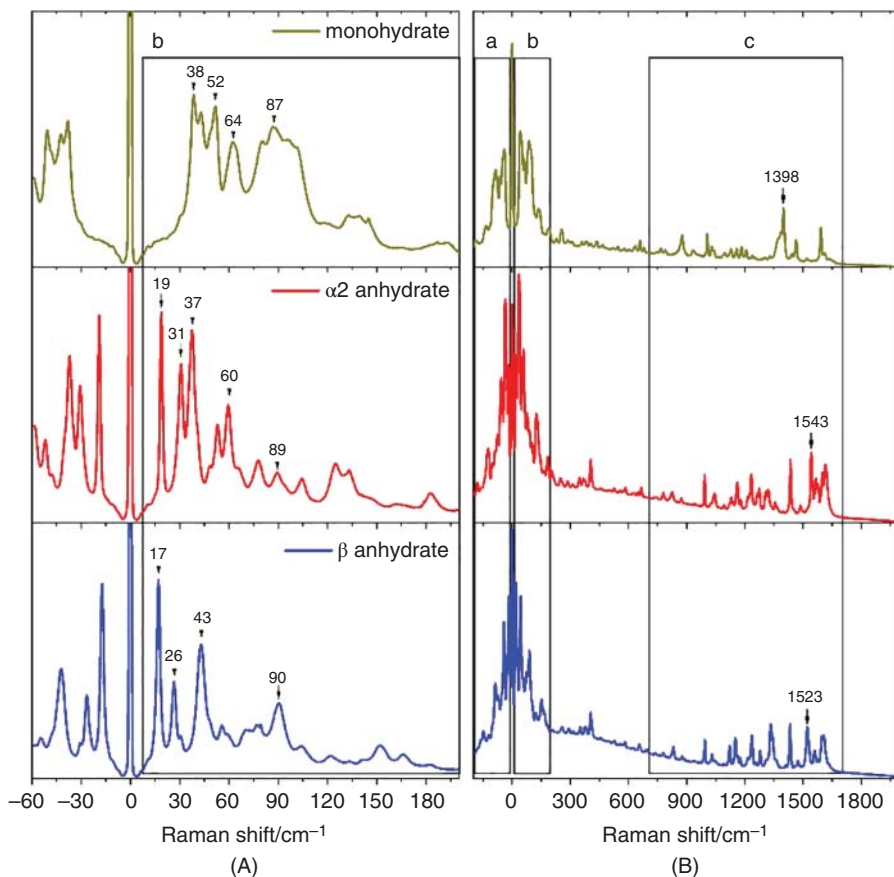 b
monohydrate
38
52
64
87
α2 anhydrate
19
31
37
60
89
β anhydrate
17
26
43
90
−60 −30 0 30 60 90 120 150 180
Raman shift/cm−1
(A)
a b c
1398
1543
1523
0 300 600 900 1200 1500 1800
Raman shift/cm−1
(B)